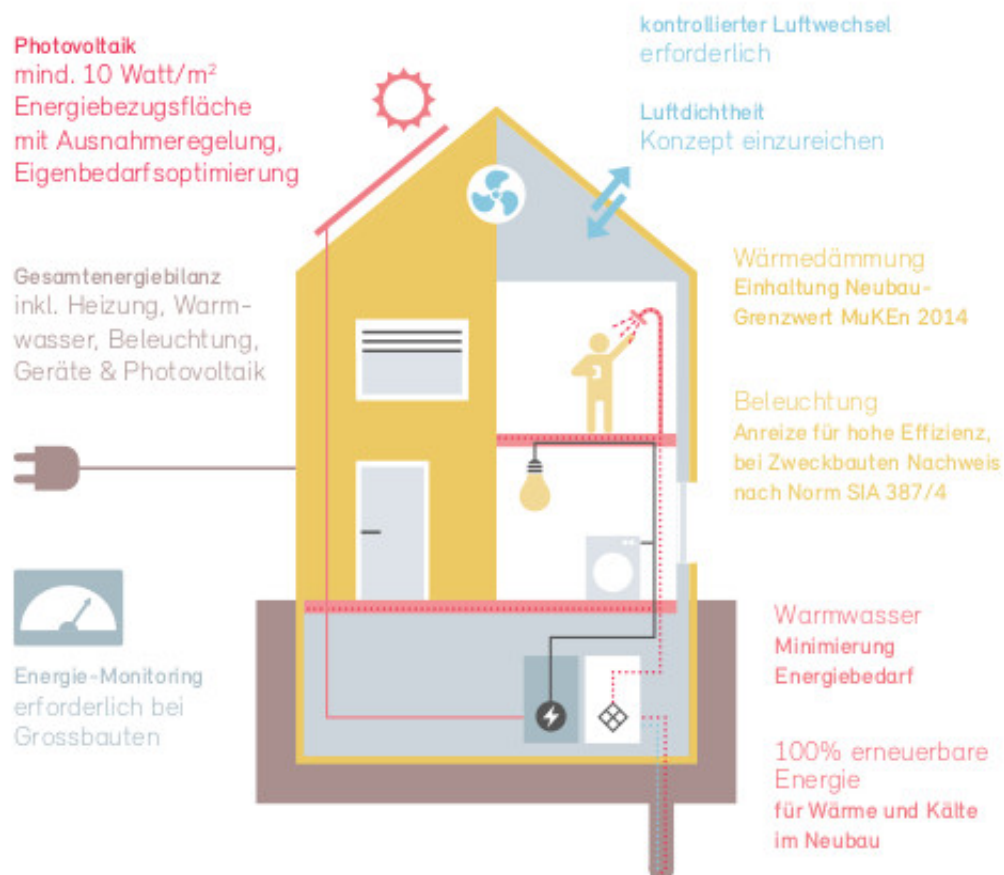 Photovoltaik
mind. 10 Watt/m²
Energiebezugsfläche
mit Ausnahmeregelung,
Eigenbedarfsoptimierung
kontrollierter Luftwechsel
erforderlich
Luftdichtheit
Konzept einzureichen
Gesamtenergiebilanz
inkl. Heizung, Warm-
wasser, Beleuchtung,
Geräte & Photovoltaik
Wärmedämmung
Einhaltung Neubau-
Grenzwert MuKEn 2014
Beleuchtung
Anreize für hohe Effizienz,
bei Zweckbauten Nachweis
nach Norm SIA 387/4
Energie-Monitoring
erforderlich bei
Grossbauten
Warmwasser
Minimierung
Energiebedarf
100% erneuerbare
Energie
für Wärme und Kälte
im Neubau